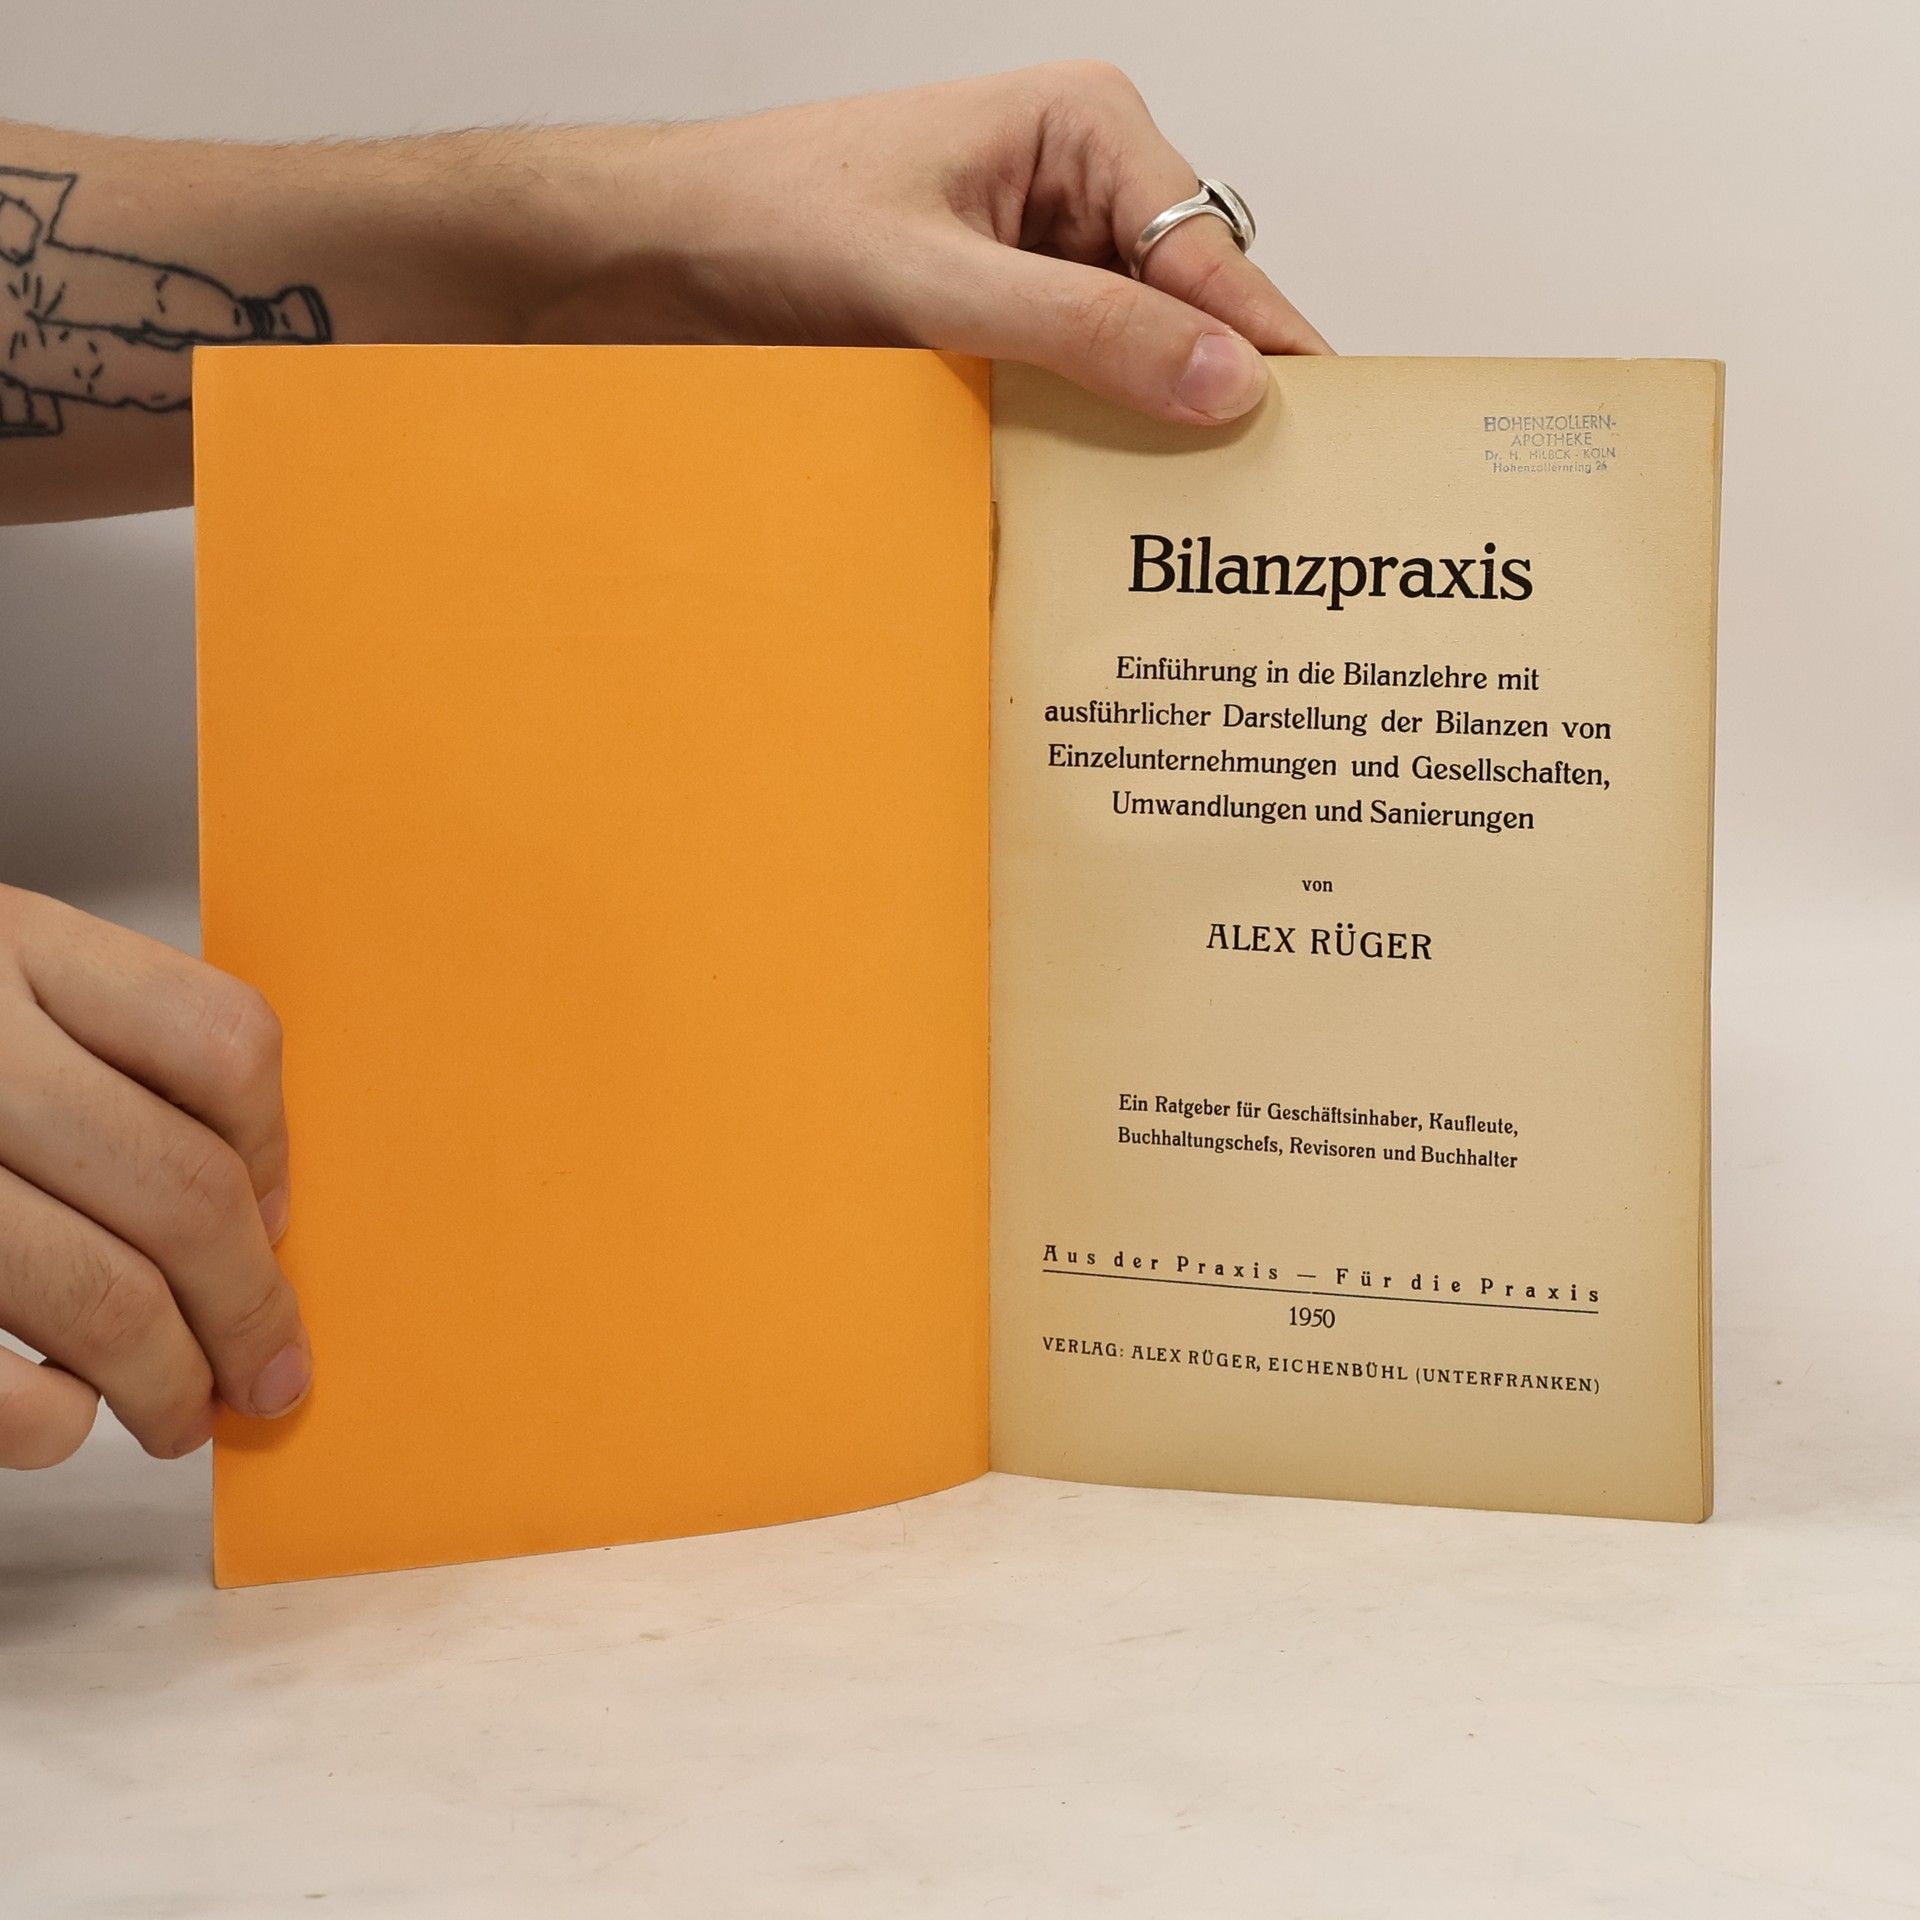 HOHENZOLLERN-
APOTHEKE
Dr. H. HILBCK - KÖLN
Hohenzollernring 26
Bilanzpraxis
Einführung in die Bilanzlehre mit
ausführlicher Darstellung der Bilanzen von
Einzelunternehmungen und Gesellschaften,
Umwandlungen und Sanierungen
von
ALEX RÜGER
Ein Ratgeber für Geschäftsinhaber, Kaufleute,
Buchhaltungschefs, Revisoren und Buchhalter
Aus der Praxis — Für die Praxis
1950
VERLAG: ALEX RÜGER, EICHENBÜHL (UNTERFRANKEN)